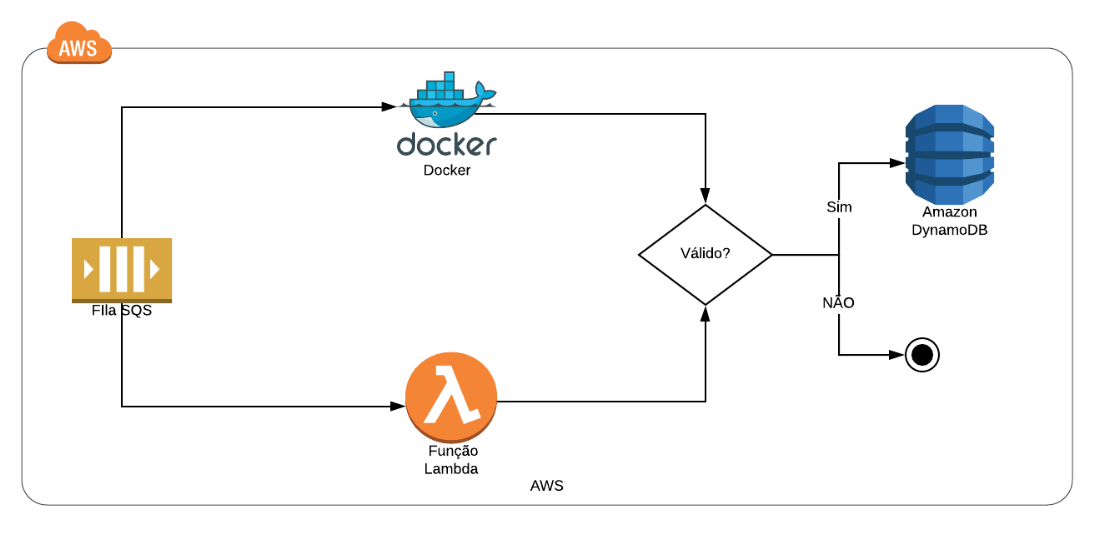 AWS
docker
Docker
Amazon
DynamoDB
Sim
Válido?
FIla SQS
NÃO
Função
Lambda
AWS